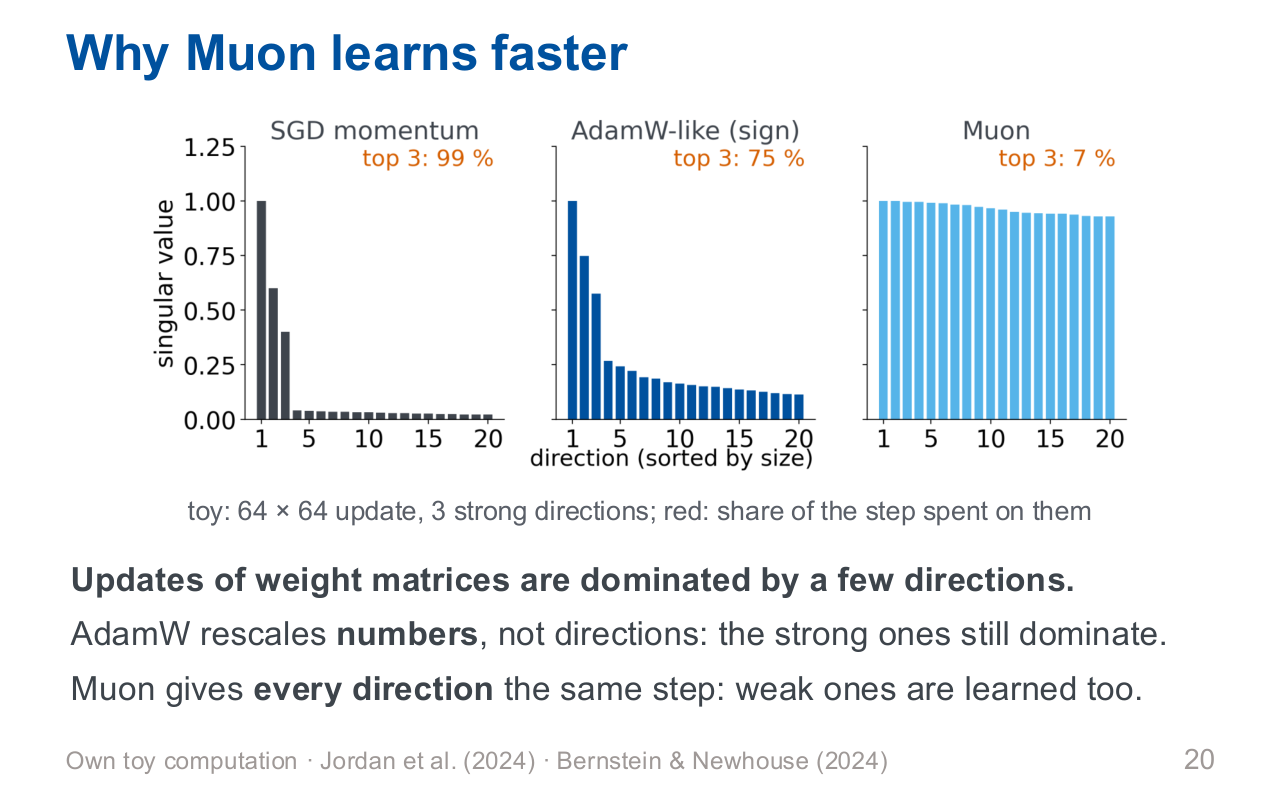 Why Muon learns faster
SGD momentum
top 3: 99 %
AdamW-like (sign)
top 3: 75 %
Muon
top 3: 7 %
singular value
1.25
1.00
0.75
0.50
0.25
0.00
1 5 10 15 20
1 5 10 15 20
1 5 10 15 20
direction (sorted by size)
toy: 64 × 64 update, 3 strong directions; red: share of the step spent on them
Updates of weight matrices are dominated by a few directions.
AdamW rescales numbers, not directions: the strong ones still dominate.
Muon gives every direction the same step: weak ones are learned too.
Own toy computation · Jordan et al. (2024) · Bernstein & Newhouse (2024)
20